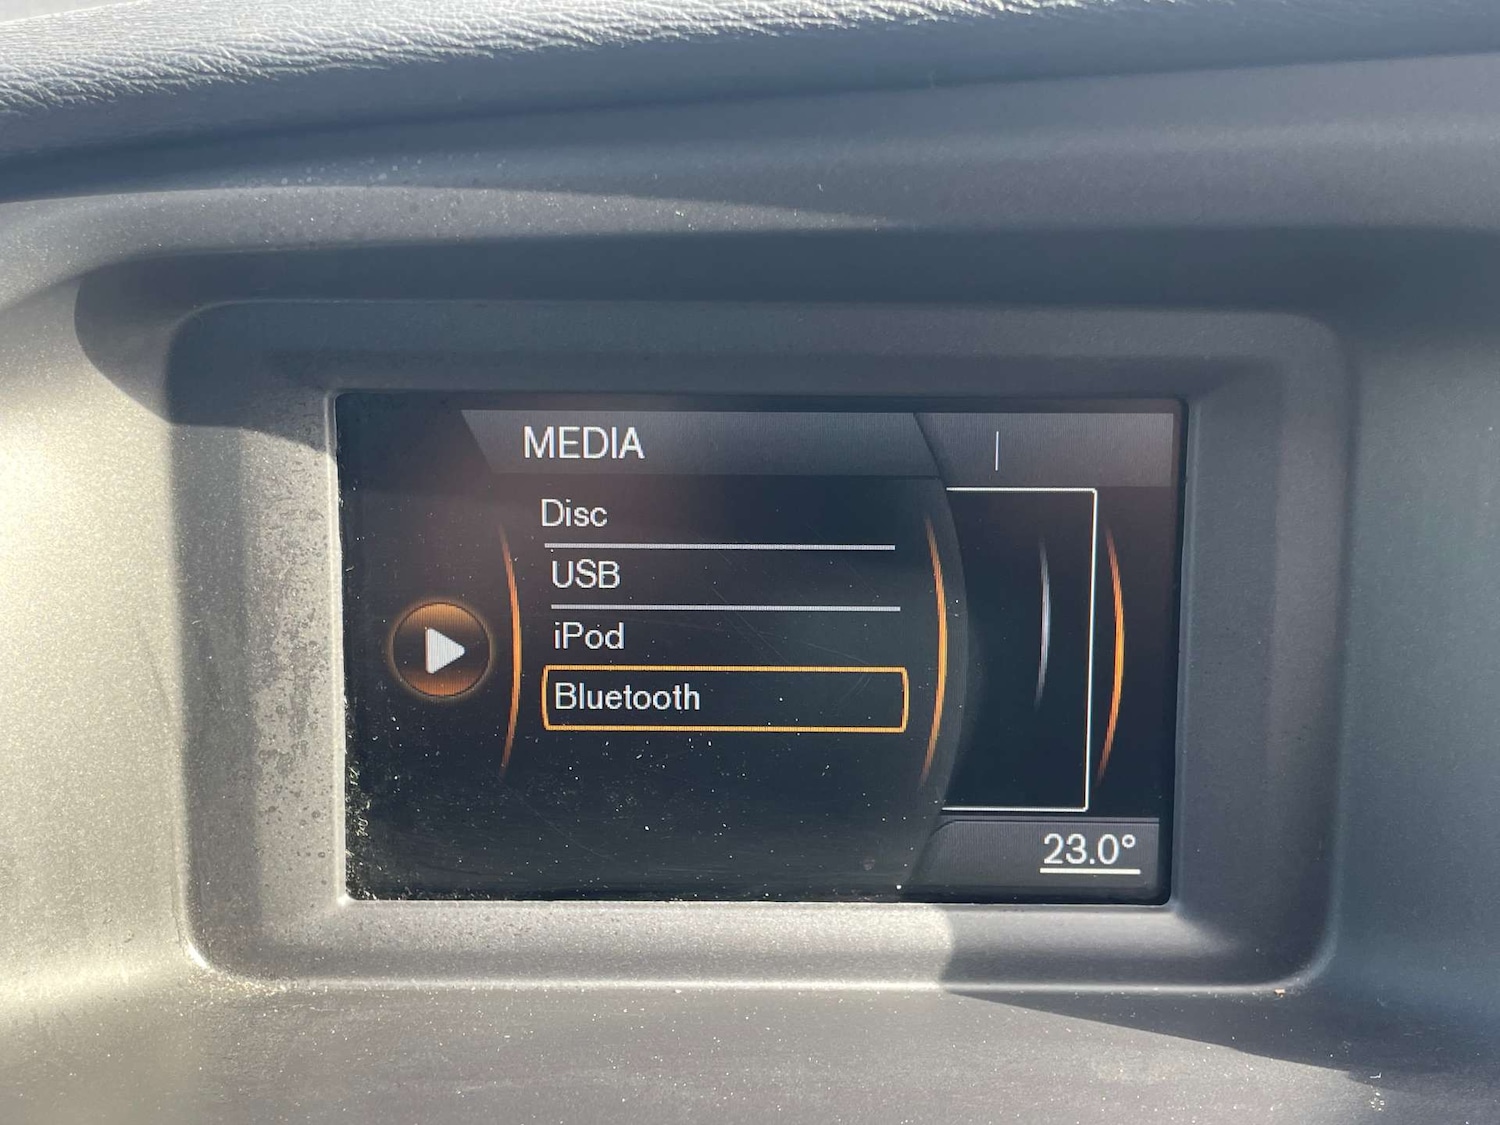 MEDIA
Disc
USB
iPod
Bluetooth
23.0°